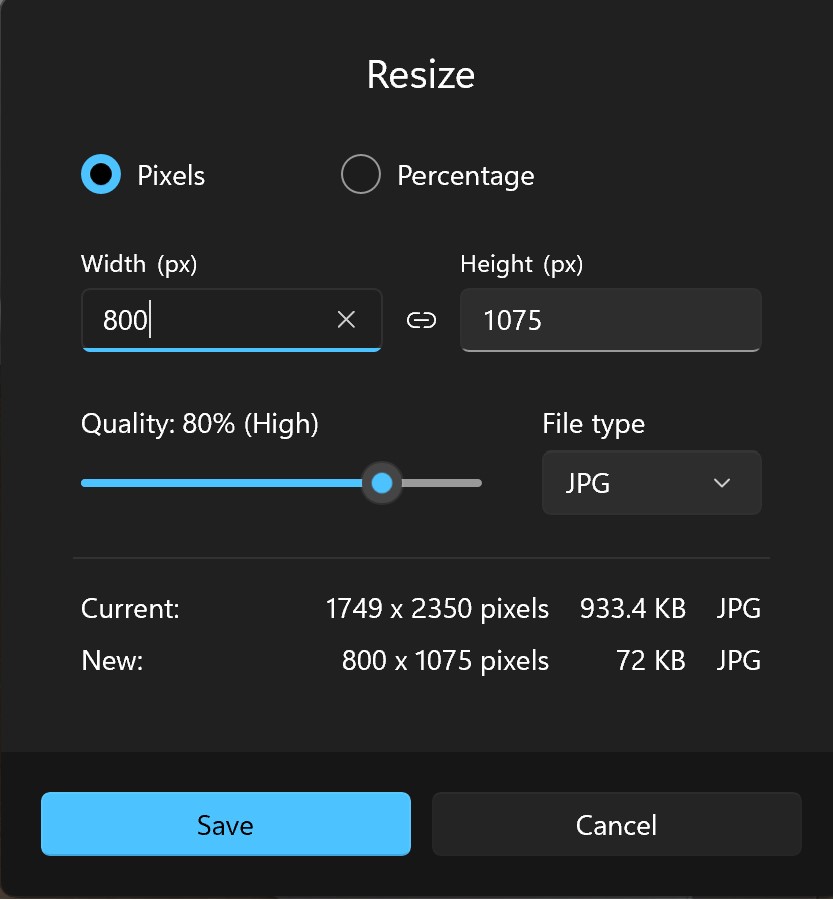 Resize
Pixels Percentage
Width (px) Height (px)
800 1075
Quality: 80% (High) File type
JPG
Current: 1749 x 2350 pixels 933.4 KB JPG
New: 800 x 1075 pixels 72 KB JPG
Save Cancel